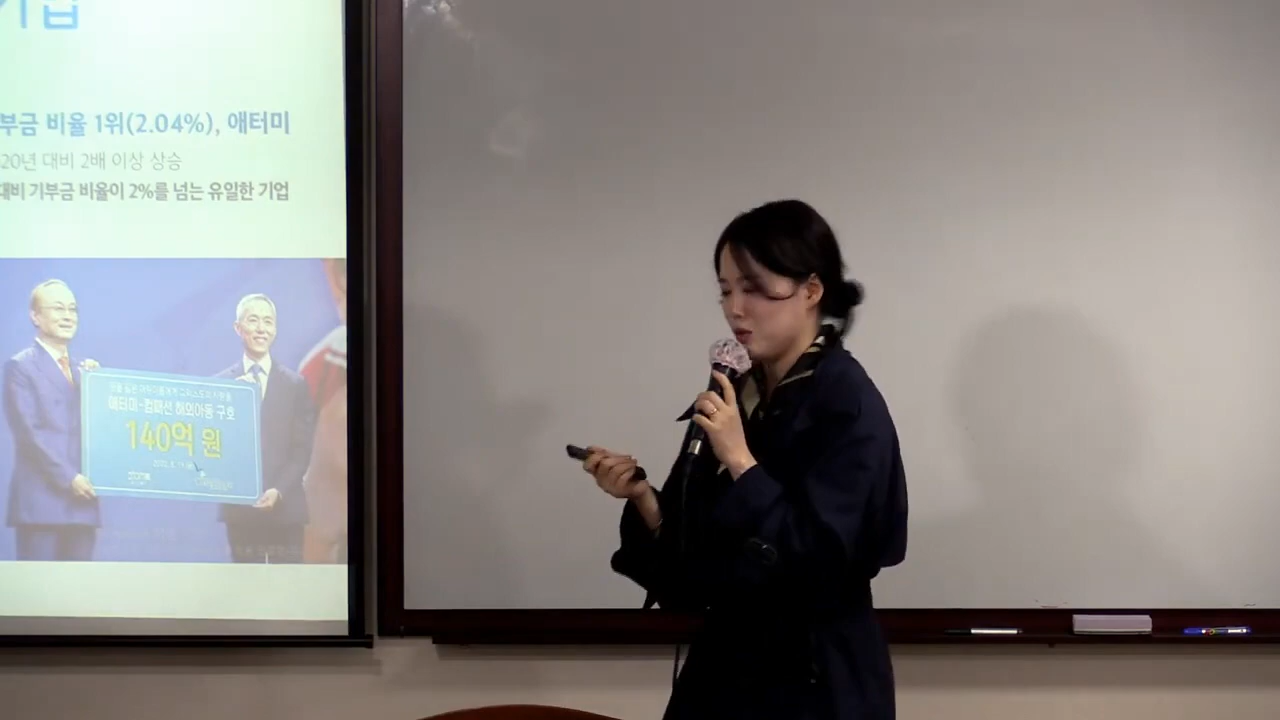 기업
부금 비율 1위(2.04%), 애터미
20년 대비 2배 이상 상승
대비 기부금 비율이 2%를 넘는 유일한 기업
애터미-컴패션 해외아동 구호
140억 원